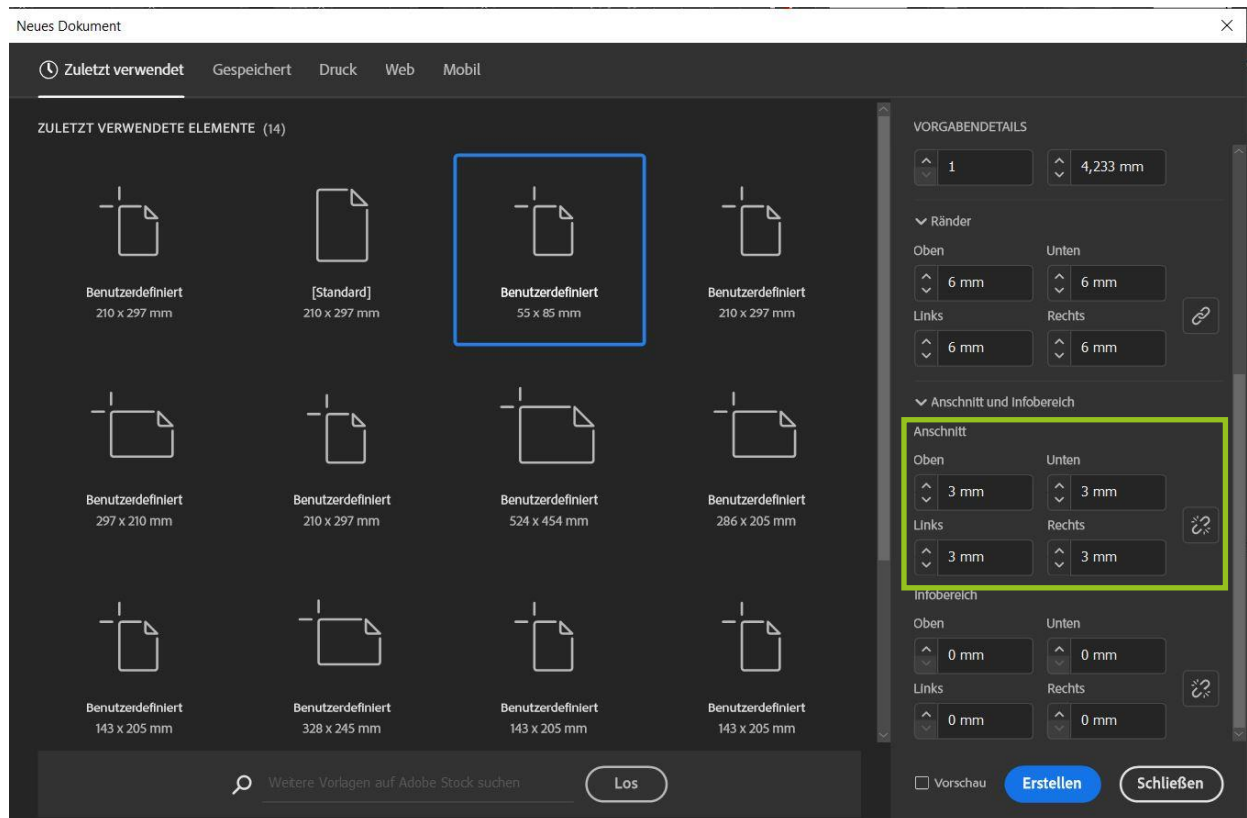 Neues Dokument
Zuletzt verwendet Gespeichert Druck Web Mobil
ZULETZT VERWENDETE ELEMENTE (14)
Benutzerdefiniert
210 x 297 mm
[Standard]
210 x 297 mm
Benutzerdefiniert
55 x 85 mm
Benutzerdefiniert
210 x 297 mm
Benutzerdefiniert
297 x 210 mm
Benutzerdefiniert
210 x 297 mm
Benutzerdefiniert
524 x 454 mm
Benutzerdefiniert
286 x 205 mm
Benutzerdefiniert
143 x 205 mm
Benutzerdefiniert
328 x 245 mm
Benutzerdefiniert
143 x 205 mm
Benutzerdefiniert
143 x 205 mm
Weitere Vorlagen auf Adobe Stock suchen
Los
VORGABENDETAILS
1 4,233 mm
Ränder
Oben Unten
6 mm 6 mm
Links Rechts
6 mm 6 mm
Anschnitt und Infobereich
Anschnitt
Oben Unten
3 mm 3 mm
Links Rechts
3 mm 3 mm
Infobereich
Oben Unten
0 mm 0 mm
Links Rechts
0 mm 0 mm
Vorschau Erstellen Schließen